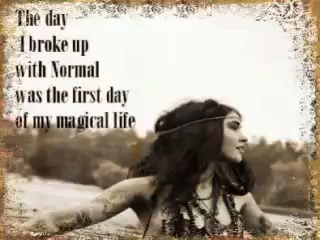 The day
I broke up
with Normal
was the first day
of my magical life